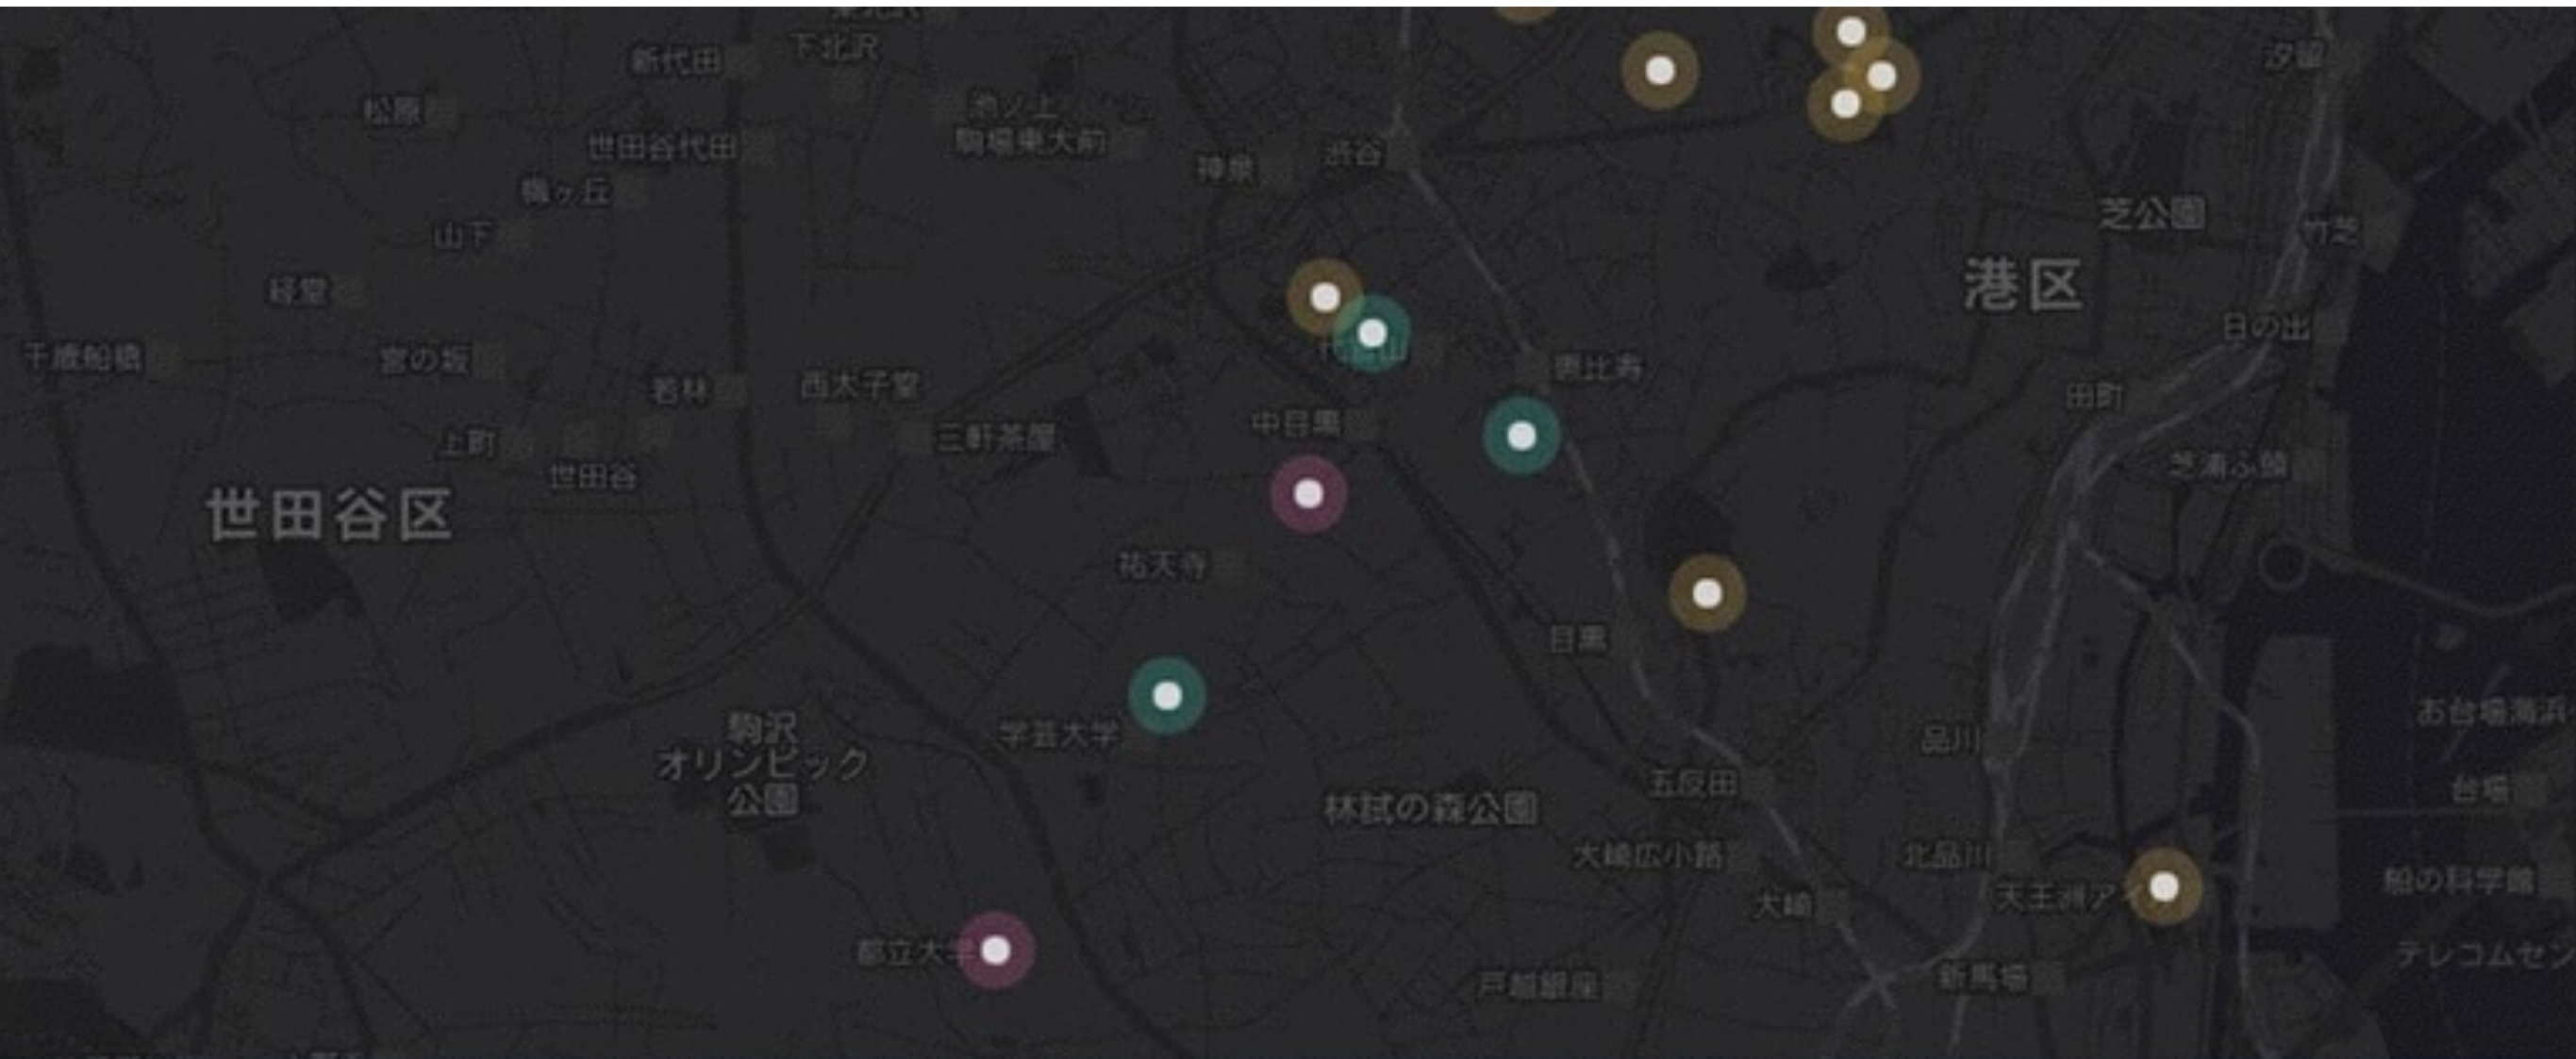 新代田
下北沢
汐留
松原
池ノ上
駒場東大前
世田谷代田
神泉
渋谷
梅ヶ丘
山下
芝公園
竹芝
港区
経堂
日の出
千歳船橋
宮の坂
恵比寿
若林
西太子堂
田町
中目黒
三軒茶屋
上町
芝浦ふ頭
世田谷
世田谷区
祐天寺
目黒
お台場海浜
駒沢
オリンピック
公園
学芸大学
品川
五反田
台場
林試の森公園
大崎広小路
北品川
船の科学館
天王洲ア
大崎
都立大学
テレコムセン
新馬場
戸越銀座